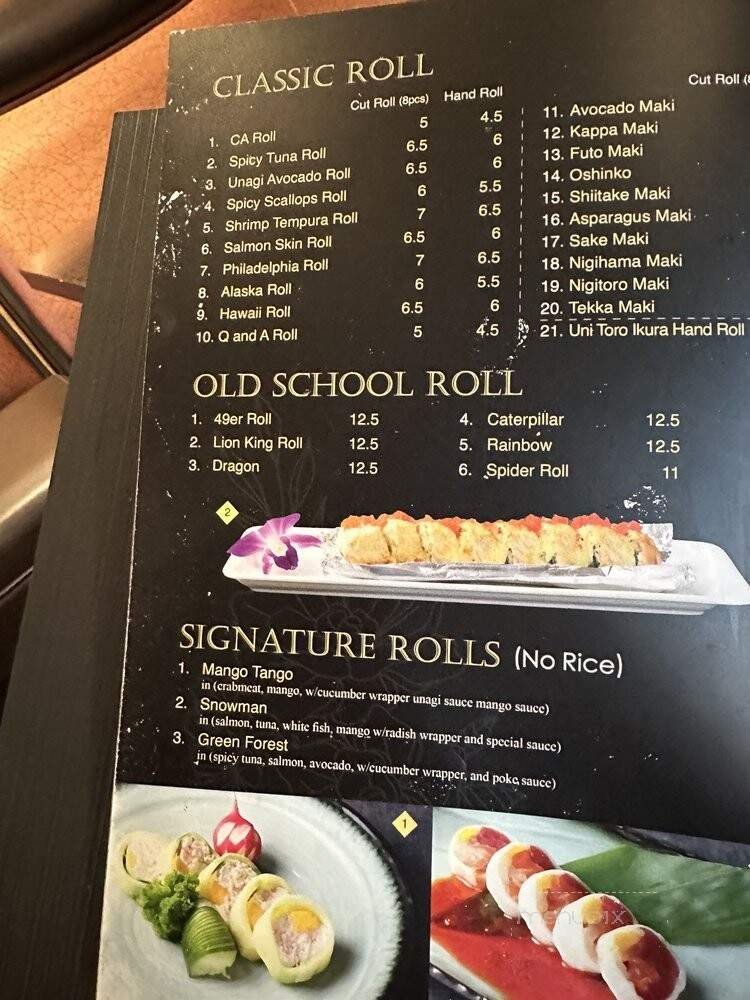 CLASSIC ROLL
Cut Roll (8pcs) Hand Roll
1. CA Roll 5 4.5
2. Spicy Tuna Roll 6.5 6
3. Unagi Avocado Roll 6.5 6
4. Spicy Scallops Roll 6 5.5
5. Shrimp Tempura Roll 7 6.5
6. Salmon Skin Roll 6.5 6
7. Philadelphia Roll 7 6.5
8. Alaska Roll 6 5.5
9. Hawaii Roll 6.5 6
10. Q and A Roll 5 4.5
Cut Roll (
11. Avocado Maki
12. Kappa Maki
13. Futo Maki
14. Oshinko
15. Shiitake Maki
16. Asparagus Maki
17. Sake Maki
18. Nigihama Maki
19. Nigitoro Maki
20. Tekka Maki
21. Uni Toro Ikura Hand Roll
OLD SCHOOL ROLL
1. 49er Roll 12.5
2. Lion King Roll 12.5
3. Dragon 12.5
4. Caterpillar 12.5
5. Rainbow 12.5
6. Spider Roll 11
2
SIGNATURE ROLLS (No Rice)
1. Mango Tango
in (crabmeat, mango, w/cucumber wrapper unagi sauce mango sauce)
2. Snowman
in (salmon, tuna, white fish, mango w/radish wrapper and special sauce)
3. Green Forest
in (spicy tuna, salmon, avocado, w/cucumber wrapper, and poke sauce)
1
menupix